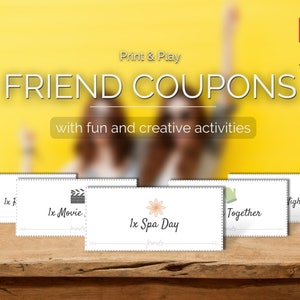 Print & Play
FRIEND COUPONS
with fun and creative activities
1x Movie
1x Spa Day
Together